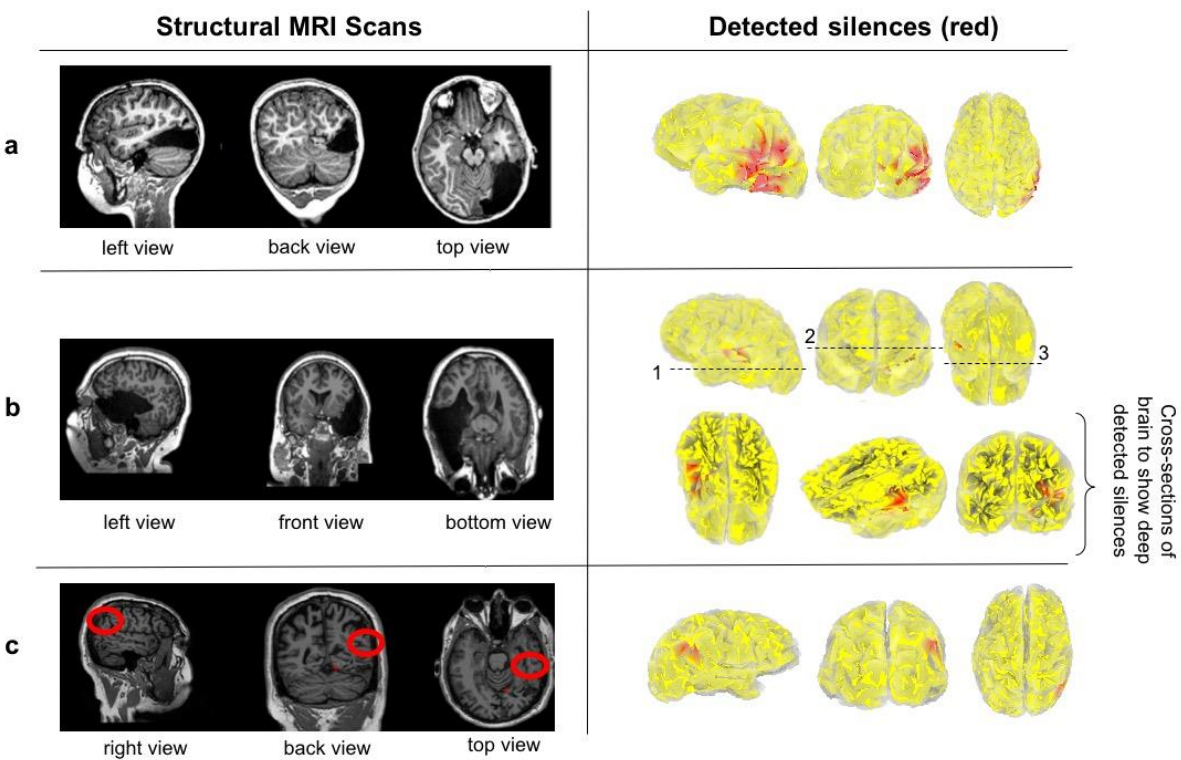 Structural MRI Scans
Detected silences (red)
a
left view
back view
top view
b
1
2
3
left view
front view
bottom view
Cross-sections of
deep brain to show
detected silences
c
right view
back view
top view